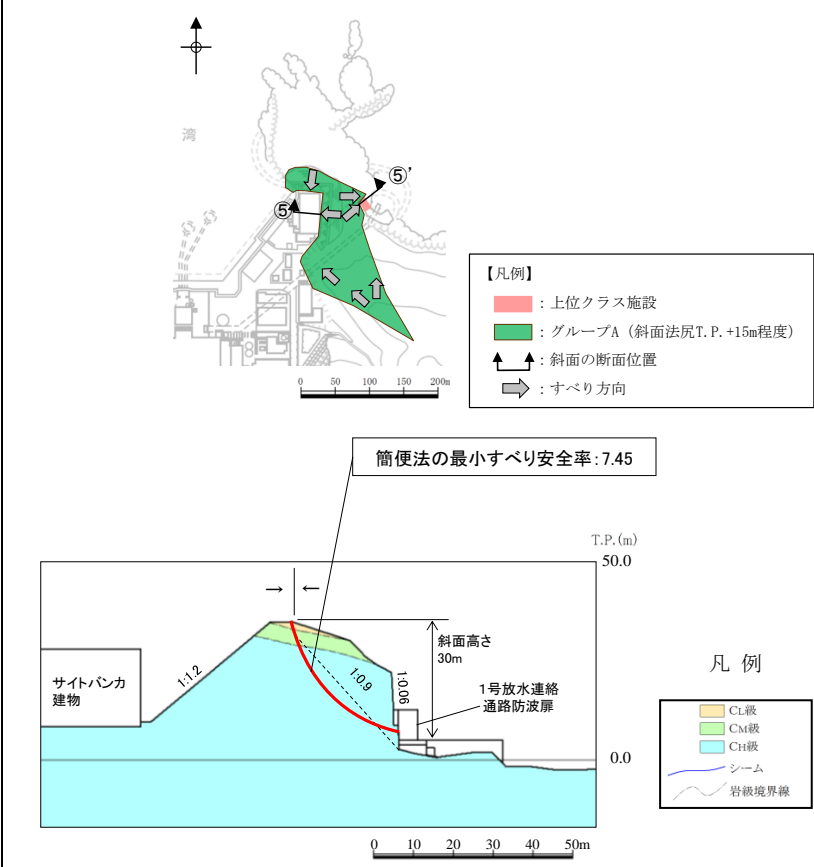 湾
⑤
⑤’
0 50 100 150 200m
【凡例】
：上位クラス施設
：グループA（斜面法尻T.P.+15m程度）
：斜面の断面位置
：すべり方向
簡便法の最小すべり安全率：7.45
T.P.(m)
50.0
0.0
→ ←
斜面高さ
30m
サイトバンカ
建物
1:1.2
1:0.9
1:0.06
1号放水連絡
通路防波扉
0 10 20 30 40 50m
凡 例
CL級
CM級
CH級
シーム
岩級境界線